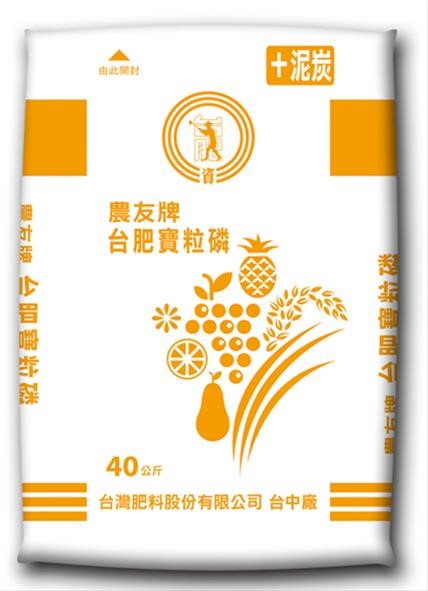 由此開封
+泥炭
資
農友牌
台肥寶粒磷
農友牌 台肥寶粒磷
農友牌 台肥寶粒磷
40公斤
台灣肥料股份有限公司 台中廠